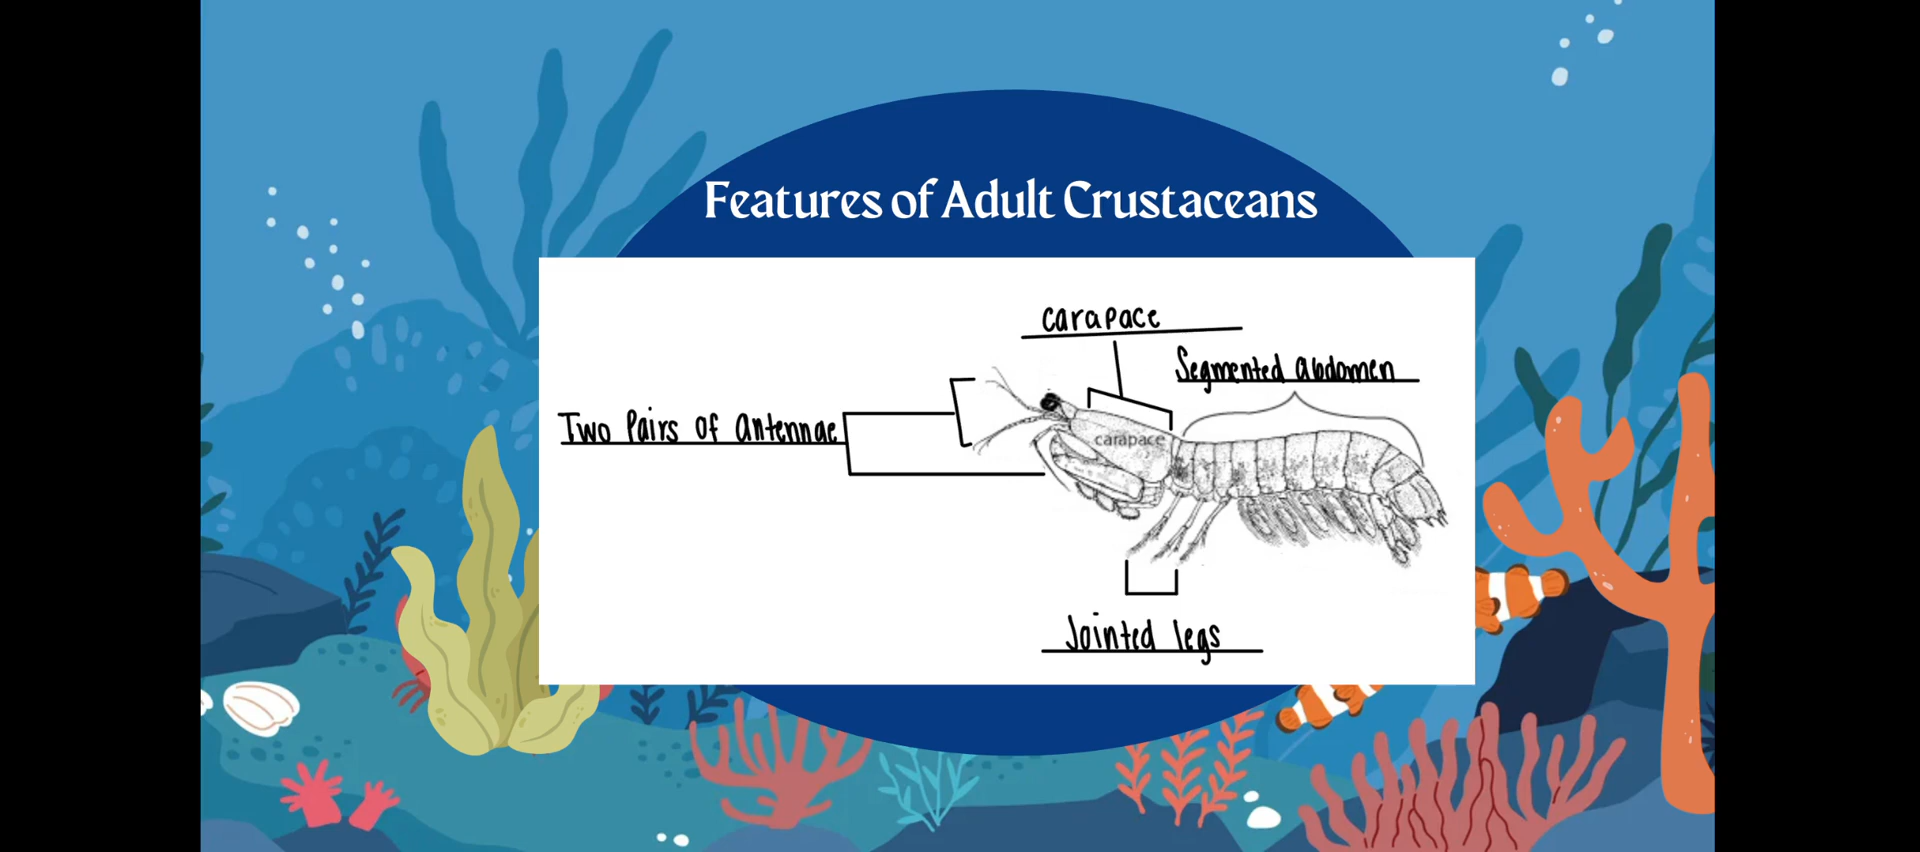 Features of Adult Crustaceans
carapace
Segmented abdomen
Two Pairs Of antennae
carapace
Jointed legs